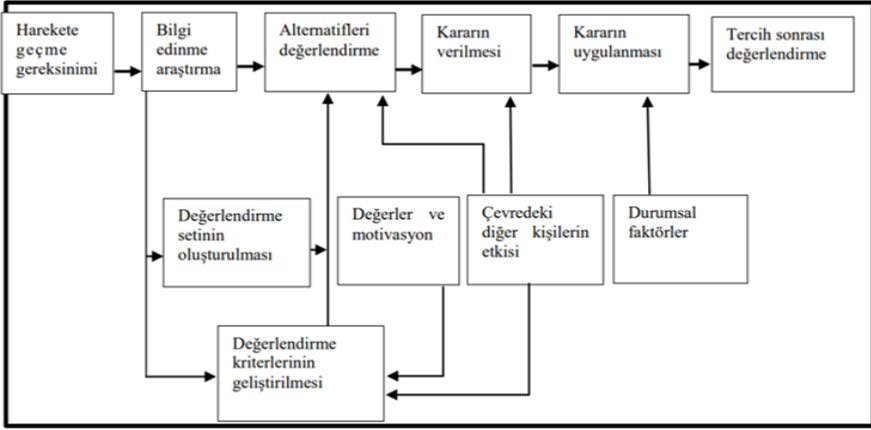 Harekete
geçme
gereksinimi
Bilgi
edinme
araştırma
Alternatifleri
değerlendirme
Kararın
verilmesi
Kararın
uygulanması
Tercih sonrası
değerlendirme
Değerlendirme
setinin
oluşturulması
Değerler ve
motivasyon
Çevredeki
diğer kişilerin
etkisi
Durumsal
faktörler
Değerlendirme
kriterlerinin
geliştirilmesi